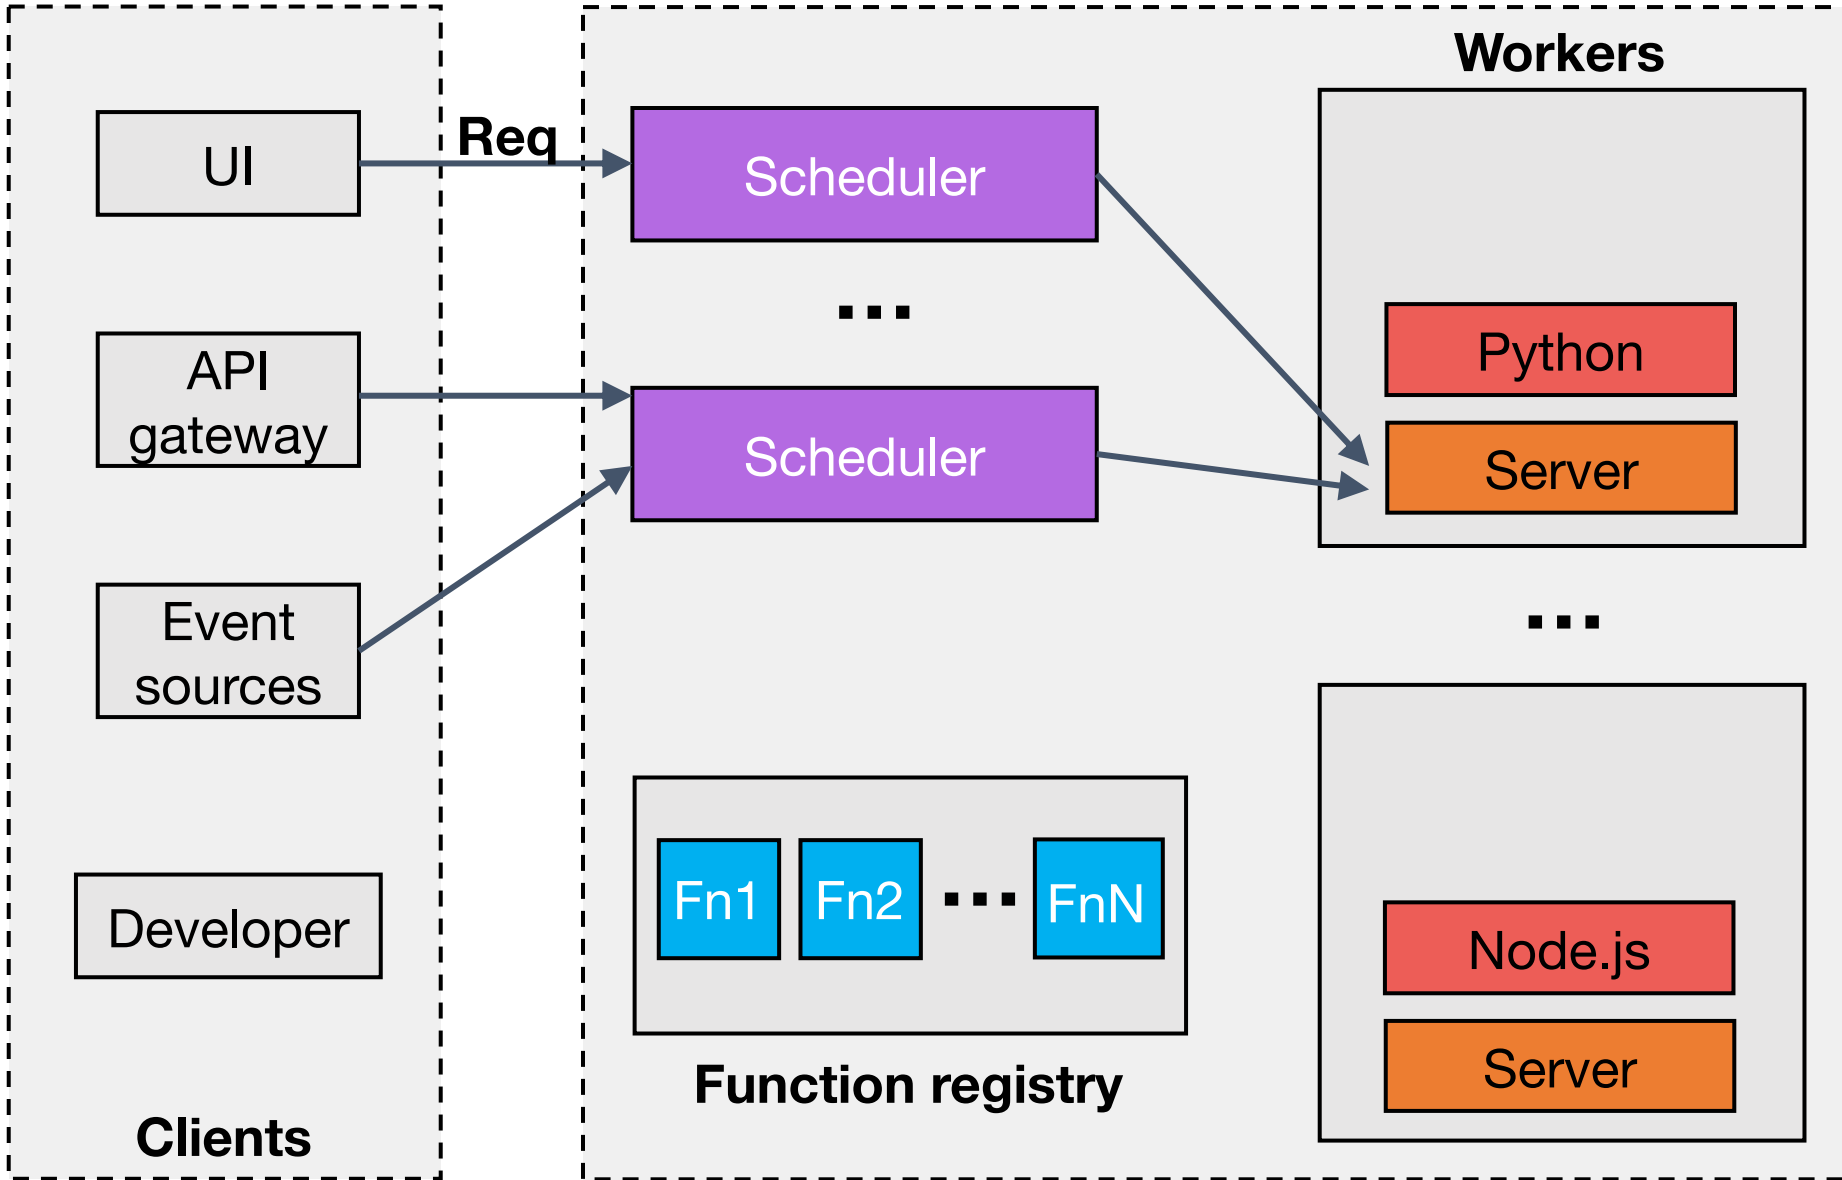 Workers
UI
Req
Scheduler
...
Python
API
gateway
Scheduler
Server
Event
sources
...
Fn1
Fn2
...
FnN
Developer
Node.js
Server
Function registry
Clients